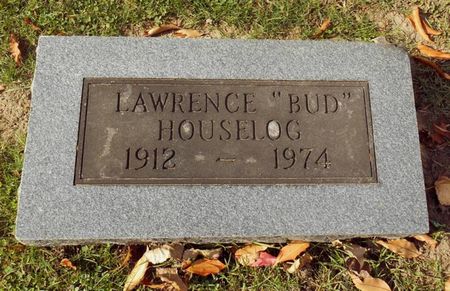 LAWRENCE "BUD"
HOUSELOG
1912 - 1974